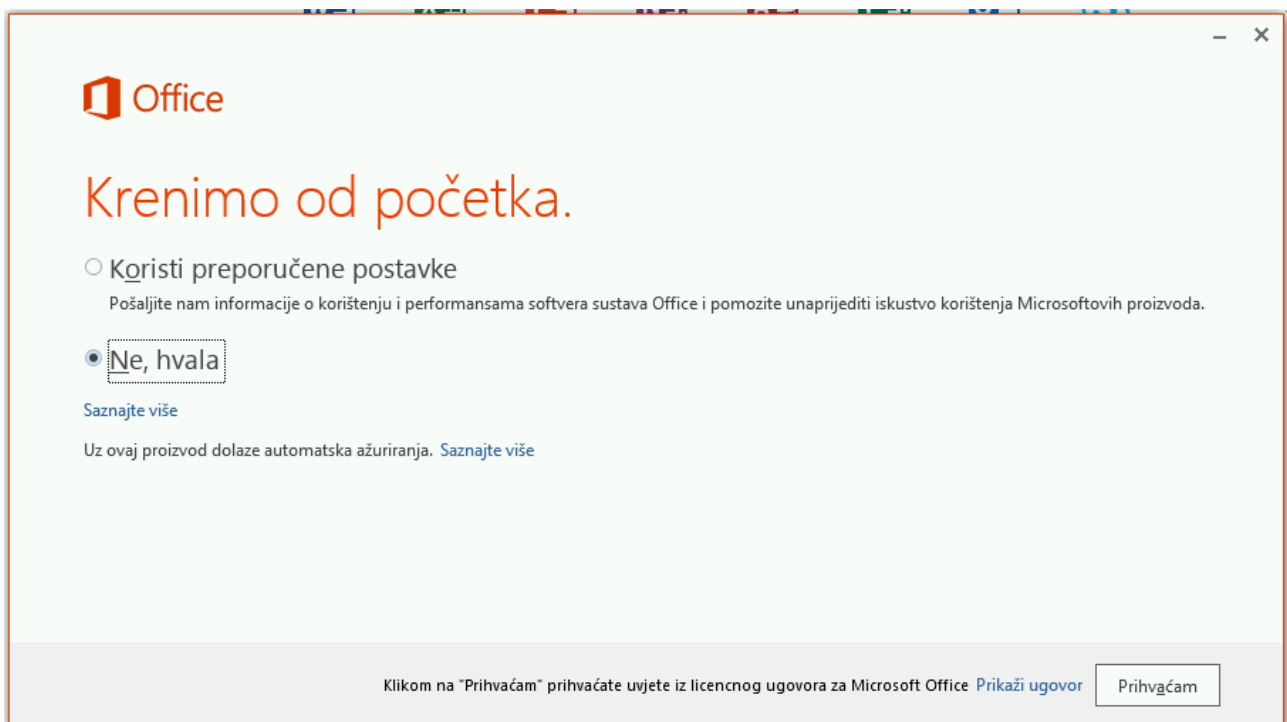 Office
Krenimo od početka.
Koristi preporučene postavke
Pošaljite nam informacije o korištenju i performansama softvera sustava Office i pomozite unaprijediti iskustvo korištenja Microsoftovih proizvoda.
Ne, hvala
Saznajte više
Uz ovaj proizvod dolaze automatska ažuriranja. Saznajte više
Klikom na "Prihvaćam" prihvaćate uvjete iz licencnog ugovora za Microsoft Office Prikaži ugovor Prihvaćam